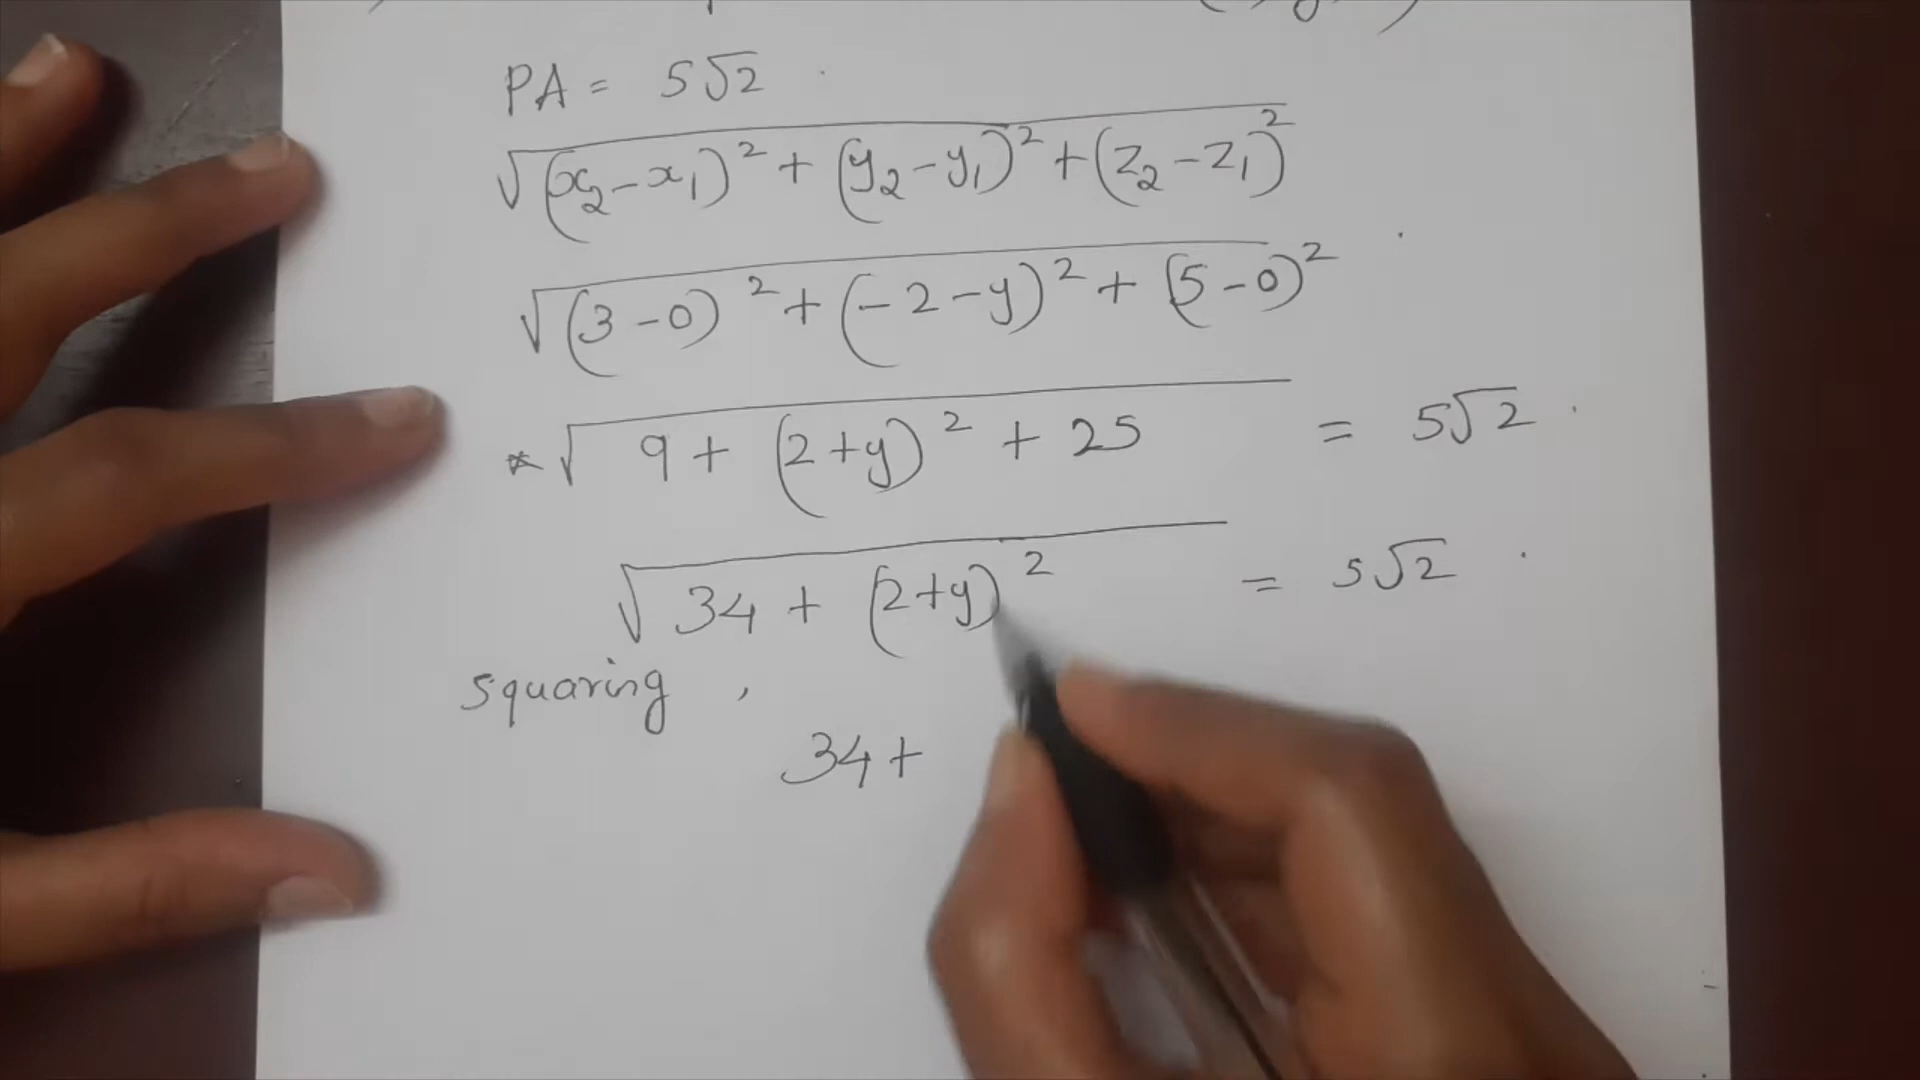 PA = 5√2
√(x₂-x₁)² + (y₂-y₁)² + (z₂-z₁)²
√(3-0)² + (-2-y)² + (5-0)²
√9 + (2+y)² + 25 = 5√2
√34 + (2+y)² = 5√2
squaring,
34+